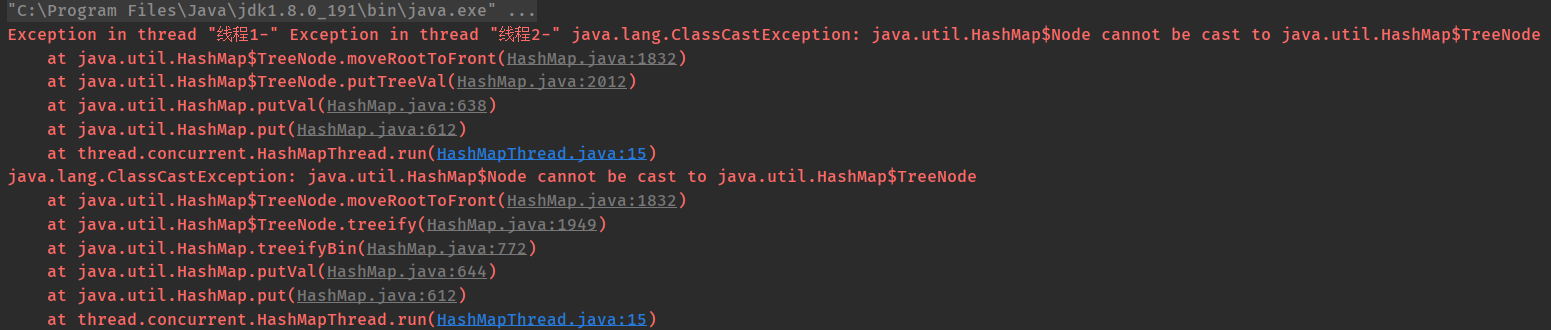 "C:\Program Files\Java\jdk1.8.0_191\bin\java.exe" ...
Exception in thread "线程1-" Exception in thread "线程2-" java.lang.ClassCastException: java.util.HashMap$Node cannot be cast to java.util.HashMap$TreeNode
    at java.util.HashMap$TreeNode.moveRootToFront(HashMap.java:1832)
    at java.util.HashMap$TreeNode.putTreeVal(HashMap.java:2012)
    at java.util.HashMap.putVal(HashMap.java:638)
    at java.util.HashMap.put(HashMap.java:612)
    at thread.concurrent.HashMapThread.run(HashMapThread.java:15)
java.lang.ClassCastException: java.util.HashMap$Node cannot be cast to java.util.HashMap$TreeNode
    at java.util.HashMap$TreeNode.moveRootToFront(HashMap.java:1832)
    at java.util.HashMap$TreeNode.treeify(HashMap.java:1949)
    at java.util.HashMap.treeifyBin(HashMap.java:772)
    at java.util.HashMap.putVal(HashMap.java:644)
    at java.util.HashMap.put(HashMap.java:612)
    at thread.concurrent.HashMapThread.run(HashMapThread.java:15)